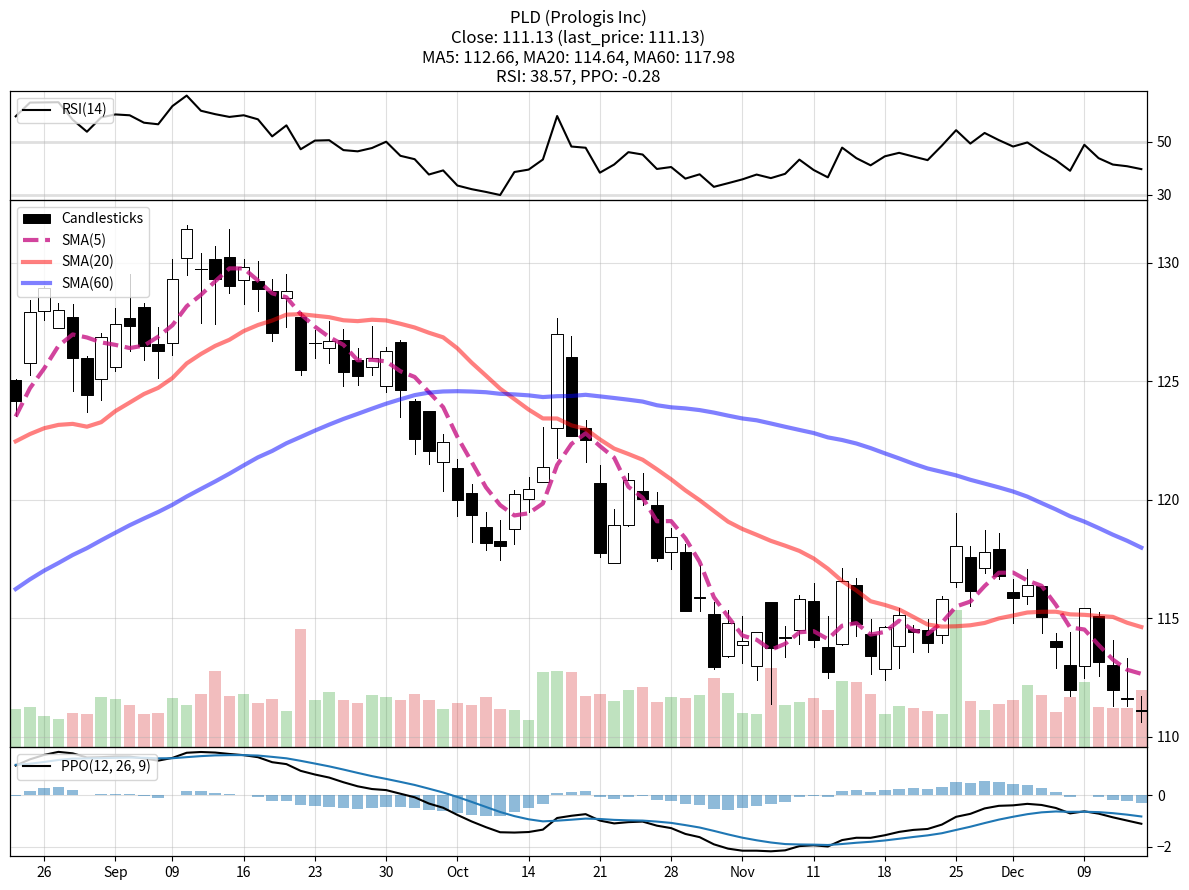 PLD (Prologis Inc)
Close: 111.13 (last_price: 111.13)
MA5: 112.66, MA20: 114.64, MA60: 117.98
RSI: 38.57, PPO: -0.28
RSI(14)
50
30
Candlesticks
SMA(5)
SMA(20)
SMA(60)
130
125
120
115
110
PPO(12, 26, 9)
0
−2
26 Sep 09 16 23 30 Oct 14 21 28 Nov 11 18 25 Dec 09